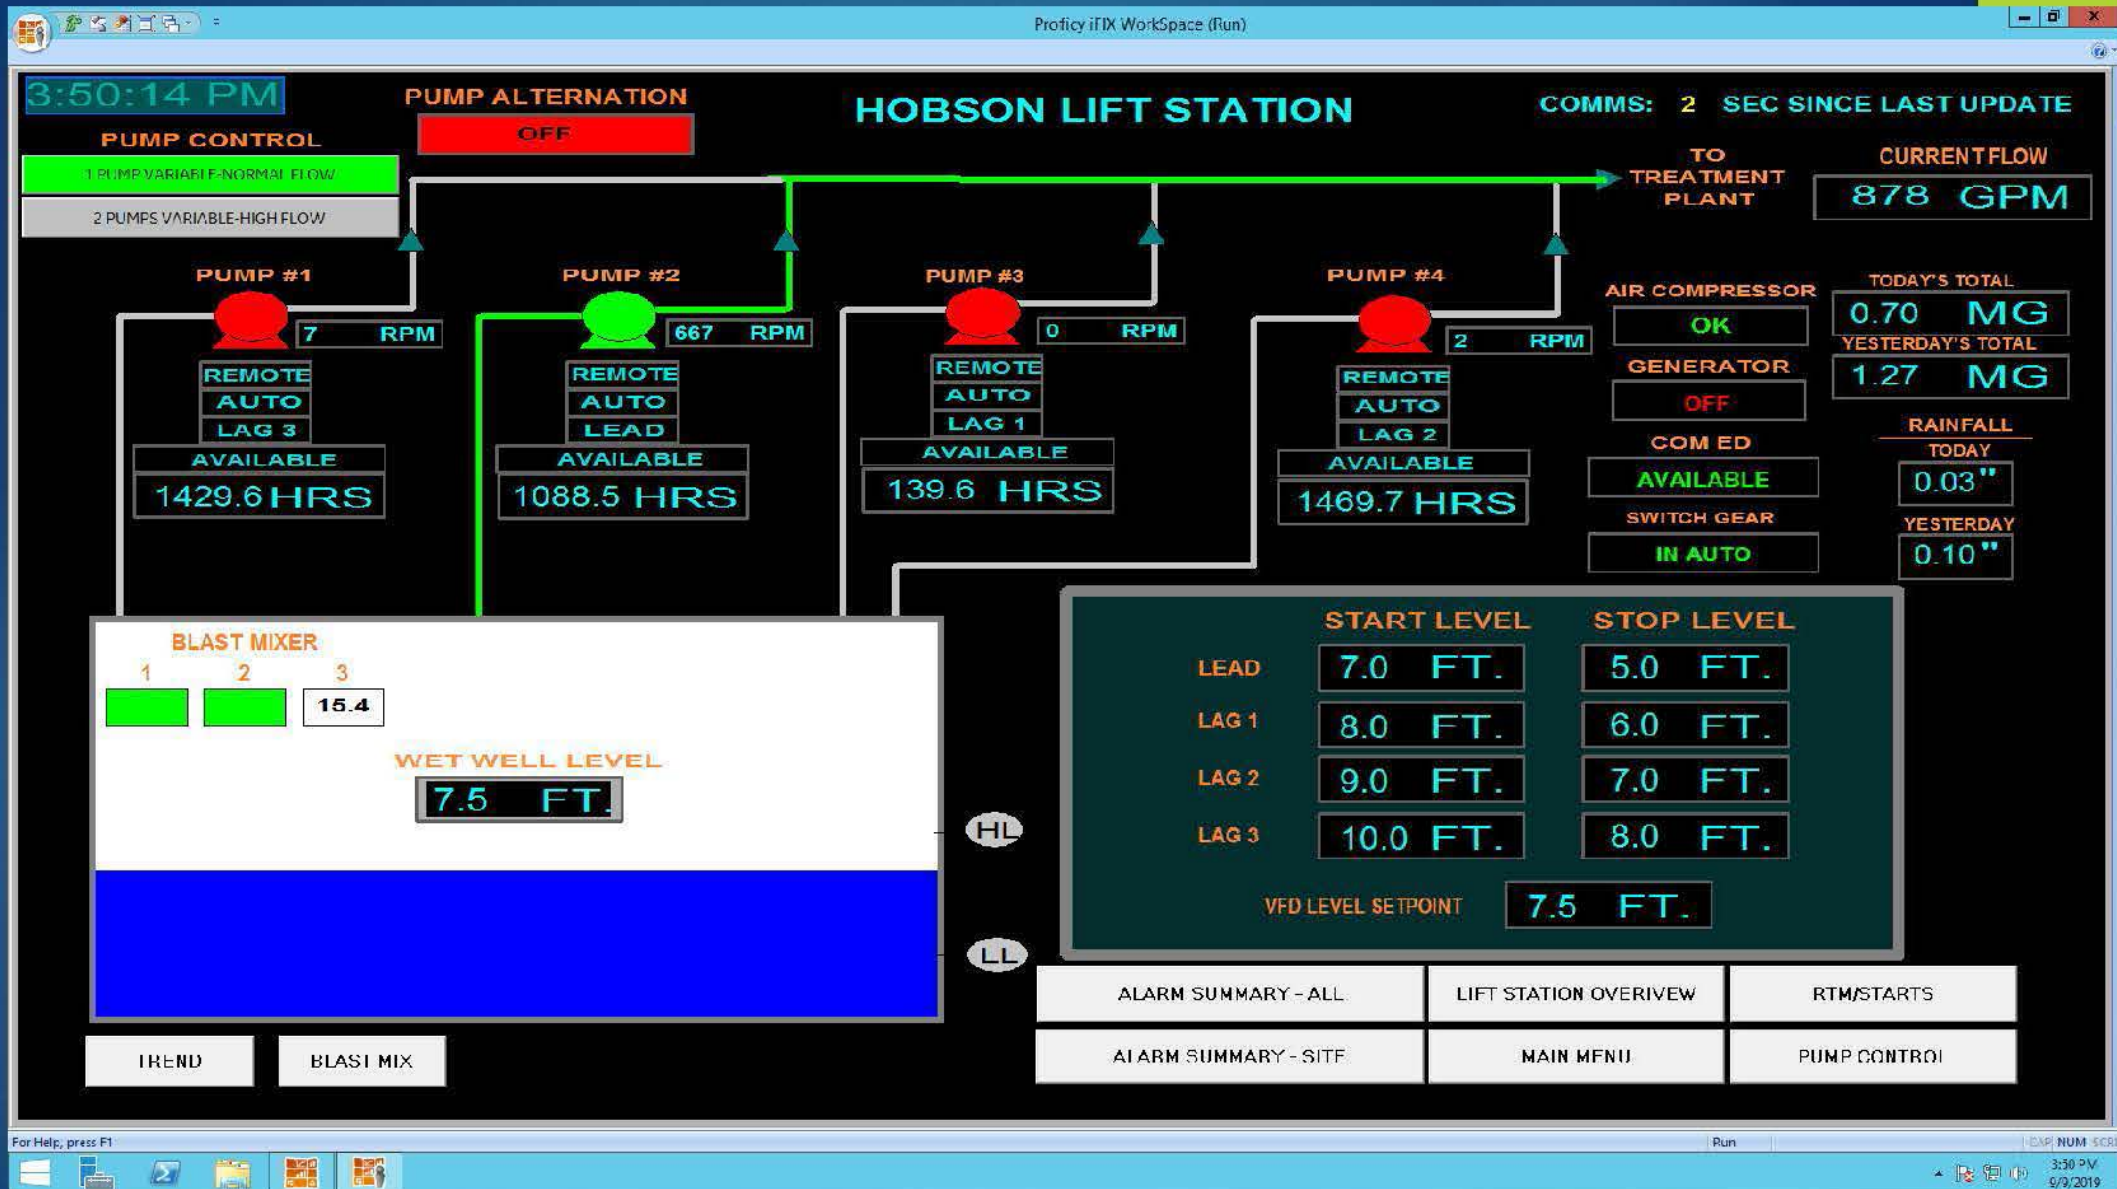 Proficy iFIX WorkSpace (Run)
3:50:14 PM
PUMP ALTERNATION
OFF
HOBSON LIFT STATION
COMMS: 2 SEC SINCE LAST UPDATE
PUMP CONTROL
1 PUMP VARIABLE-NORMAL FLOW
2 PUMPS VARIABLE-HIGH FLOW
TO
TREATMENT
PLANT
CURRENT FLOW
878 GPM
PUMP #1
7 RPM
REMOTE
AUTO
LAG 3
AVAILABLE
1429.6 HRS
PUMP #2
667 RPM
REMOTE
AUTO
LEAD
AVAILABLE
1088.5 HRS
PUMP #3
0 RPM
REMOTE
AUTO
LAG 1
AVAILABLE
139.6 HRS
PUMP #4
2 RPM
REMOTE
AUTO
LAG 2
AVAILABLE
1469.7 HRS
AIR COMPRESSOR
OK
GENERATOR
OFF
COM ED
AVAILABLE
SWITCH GEAR
IN AUTO
TODAY'S TOTAL
0.70 MG
YESTERDAY'S TOTAL
1.27 MG
RAINFALL
TODAY
0.03"
YESTERDAY
0.10"
BLAST MIXER
1 2 3
15.4
WET WELL LEVEL
7.5 FT.
HL
LL
START LEVEL STOP LEVEL
LEAD 7.0 FT. 5.0 FT.
LAG 1 8.0 FT. 6.0 FT.
LAG 2 9.0 FT. 7.0 FT.
LAG 3 10.0 FT. 8.0 FT.
VFD LEVEL SETPOINT 7.5 FT.
ALARM SUMMARY - ALL LIFT STATION OVERIVEW RTM/STARTS
ALARM SUMMARY - SITE MAIN MENU PUMP CONTROL
TREND BLAST MIX
For Help, press F1
Run
CAP NUM SCR
3:50 PM
9/9/2019